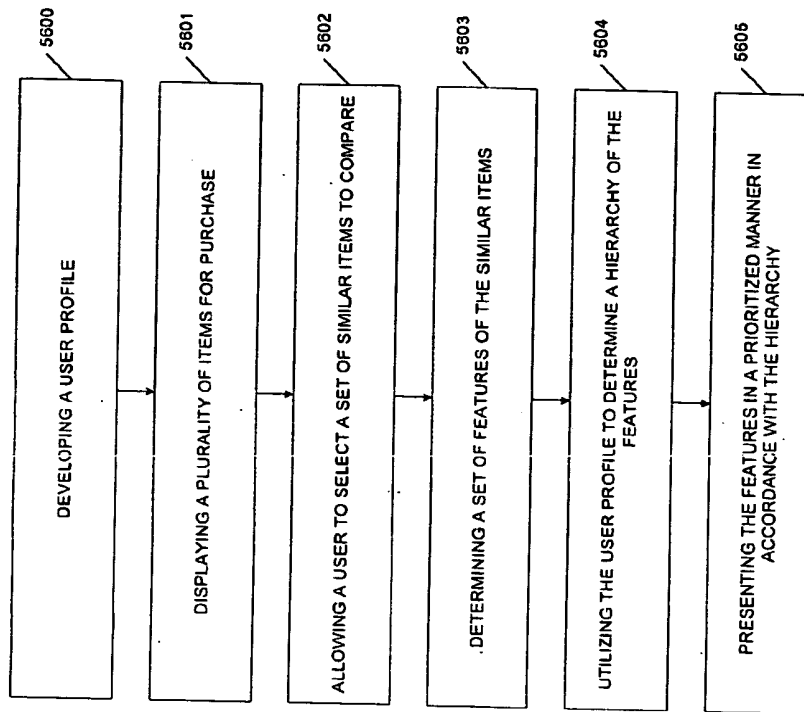 5600
DEVELOPING A USER PROFILE
5601
DISPLAYING A PLURALITY OF ITEMS FOR PURCHASE
5602
ALLOWING A USER TO SELECT A SET OF SIMILAR ITEMS TO COMPARE
5603
DETERMINING A SET OF FEATURES OF THE SIMILAR ITEMS
5604
UTILIZING THE USER PROFILE TO DETERMINE A HIERARCHY OF THE
FEATURES
5605
PRESENTING THE FEATURES IN A PRIORITIZED MANNER IN
ACCORDANCE WITH THE HIERARCHY